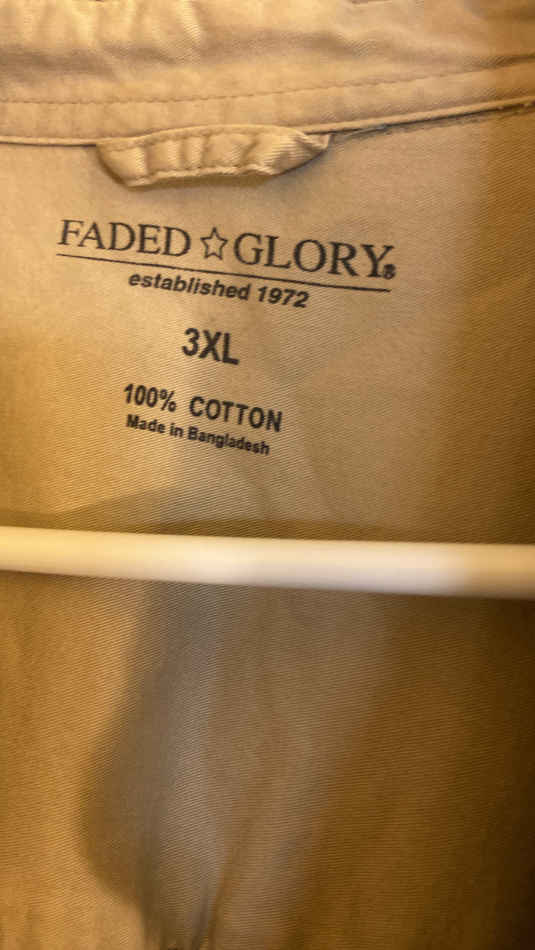 FADED ☆ GLORY®
established 1972
3XL
100% COTTON
Made in Bangladesh